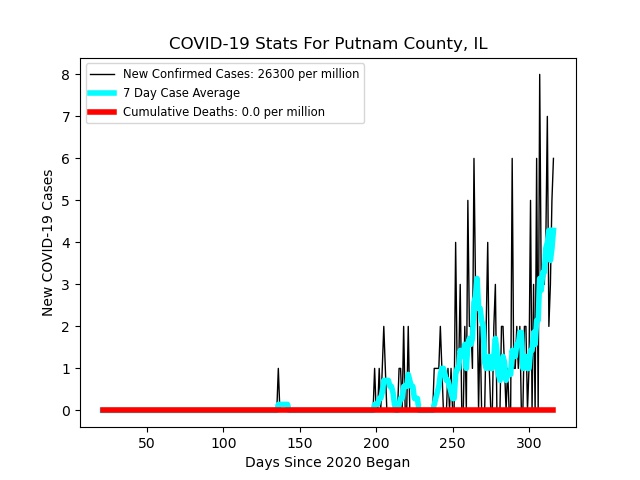 COVID-19 Stats For Putnam County, IL
New Confirmed Cases: 26300 per million
7 Day Case Average
Cumulative Deaths: 0.0 per million
New COVID-19 Cases
8
7
6
5
4
3
2
1
0
50 100 150 200 250 300
Days Since 2020 Began